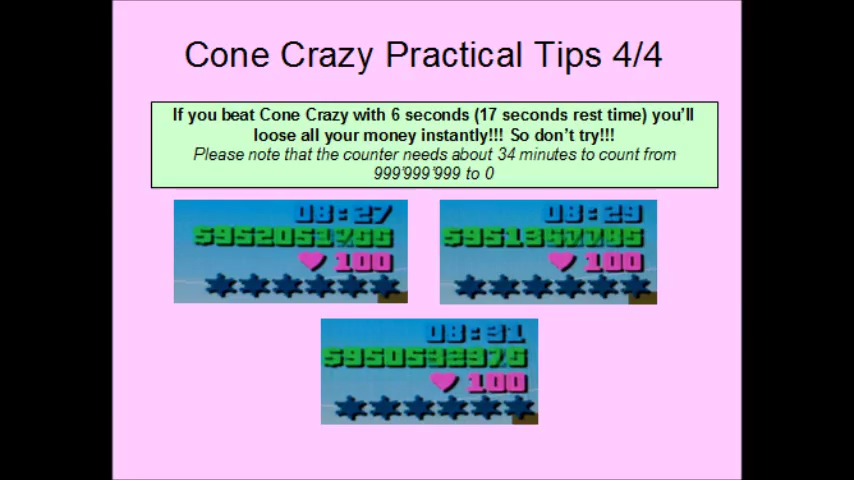 Cone Crazy Practical Tips 4/4
If you beat Cone Crazy with 6 seconds (17 seconds rest time) you'll
loose all your money instantly!!! So don't try!!!
Please note that the counter needs about 34 minutes to count from
999'999'999 to 0
08:27
100
08:29
100
08:31
$950532975
100